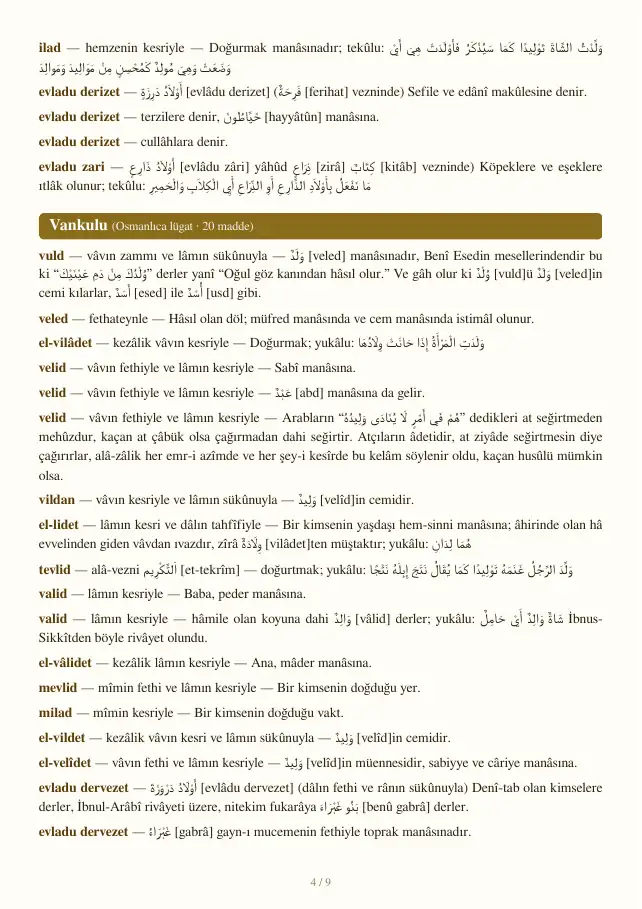 ilad — hemzenin kesriyle — Doğurmak manâsınadır; tekûlu: وَلَّدْتُ الشَّاةَ تَوْلِيدًا كَمَا سَيُذْكَرُ فَأَوْلَدَتْ هِيَ أَيْ
وَضَعَتْ وَهِيَ مُولِدٌ كَمُحْسِنٍ مِنْ مَوَالِيدَ وَمَوالِدَ
evladu derizet — أَوْلَادُ دَرِزَةٍ [evlâdu derizet] (فَرِحَةٌ [ferihat] vezninde) Sefile ve edânî makûlesine denir.
evladu derizet — terzilere denir, خَيَّاطُونَ [hayyâtûn] manâsına.
evladu derizet — cullâhlara denir.
evladu zari — أَوْلَادُ ذَارِعٍ [evlâdu zâri] yâhûd ذِرَاعٍ [zirâ] كِتَابٌ [kitâb] vezninde) Köpeklere ve eşeklere
ıtlâk olunur; tekûlu: مَا تَفْعَلُ بِأَوْلَادِ الذَّارِعِ أَوِ الذِّرَاعِ أَيِ الْكِلَابِ وَالْحَمِيرِ
Vankulu (Osmanlıca lügat · 20 madde)
vuld — vâvın zammı ve lâmın sükûnuyla — وَلَدٌ [veled] manâsınadır, Benî Esedin mesellerindendir bu
ki “وُلْدُكَ مِنْ دَمِ عَيْنَيْكَ” derler yanî “Oğul göz kanından hâsıl olur.” Ve gâh olur ki وُلْدٌ [vuld]ü وَلَدٌ [veled]in
cemi kılarlar, أَسَدٌ [esed] ile أُسْدٌ [usd] gibi.
veled — fethateynle — Hâsıl olan döl; müfred manâsında ve cem manâsında istimâl olunur.
el-vilâdet — kezâlik vâvın kesriyle — Doğurmak; yukâlu: وَلَدَتِ الْمَرْأَةُ إِذَا حَانَتْ وِلَادُهَا
velid — vâvın fethiyle ve lâmın kesriyle — Sabî manâsına.
velid — vâvın fethiyle ve lâmın kesriyle — عَبْدٌ [abd] manâsına da gelir.
velid — vâvın fethiyle ve lâmın kesriyle — Arabların “هُمْ فِي أَمْرٍ لَا يُنَادَى وَلِيدُهُ” dedikleri at seğirtmeden
mehûzdur, kaçan at çâbük olsa çağırmadan dahi seğirtir. Atçıların âdetidir, at ziyâde seğirtmesin diye
çağırırlar, alâ-zâlik her emr-i azîmde ve her şey-i kesîrde bu kelâm söylenir oldu, kaçan husûlü mümkin
olsa.
vildan — vâvın kesriyle ve lâmın sükûnuyla — وَلِيدٌ [velîd]in cemidir.
el-lidet — lâmın kesri ve dâlın tahfîfiyle — Bir kimsenin yaşdaşı hem-sinni manâsına; âhirinde olan hâ
evvelinden giden vâvdan ıvazdır, zîrâ وِلَادَةٌ [vilâdet]ten müştaktır; yukâlu: هُمَا لِدَانِ
tevlid — alâ-vezni اَلتَّكْرِيمِ [et-tekrîm] — doğurtmak; yukâlu: وَلَّدَ الرَّجُلُ غَنَمَهُ تَوْلِيدًا كَمَا يُقَالُ نَتَجَ إِبِلَهُ نَتْجًا
valid — lâmın kesriyle — Baba, peder manâsına.
valid — lâmın kesriyle — hâmile olan koyuna dahi وَالِدٌ [vâlid] derler; yukâlu: شَاةٌ وَالِدٌ أَيْ حَامِلٌ İbnus-
Sikkîtden böyle rivâyet olundu.
el-vâlidet — kezâlik lâmın kesriyle — Ana, mâder manâsına.
mevlid — mîmin fethi ve lâmın kesriyle — Bir kimsenin doğduğu yer.
milad — mîmin kesriyle — Bir kimsenin doğduğu vakt.
el-vildet — kezâlik vâvın kesri ve lâmın sükûnuyla — وَلِيدٌ [velîd]in cemidir.
el-velîdet — vâvın fethi ve lâmın kesriyle — وَلِيدٌ [velîd]in müennesidir, sabiyye ve câriye manâsına.
evladu dervezet — أَوْلَادُ دَرْوَزَةَ [evlâdu dervezet] (dâlın fethi ve rânın sükûnuyla) Denî-tab olan kimselere
derler, İbnul-Arâbî rivâyeti üzere, nitekim fukarâya بَنُو غَبْرَاءَ [benû gabrâ] derler.
evladu dervezet — غَبْرَاءُ [gabrâ] gayn-ı mucemenin fethiyle toprak manâsınadır.
4 / 9